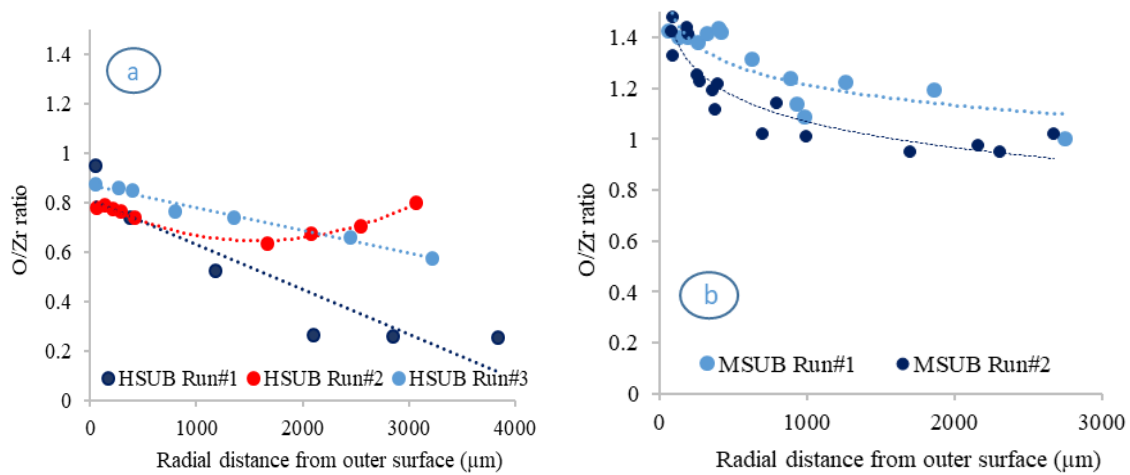 a
O/Zr ratio
1.4
1.2
1
0.8
0.6
0.4
0.2
0
HSUB Run#1 HSUB Run#2 HSUB Run#3
0 1000 2000 3000 4000
Radial distance from outer surface (μm)
b
O/Zr ratio
1.4
1.2
1
0.8
0.6
0.4
0.2
0
MSUB Run#1 MSUB Run#2
0 1000 2000 3000
Radial distance from outer surface (μm)